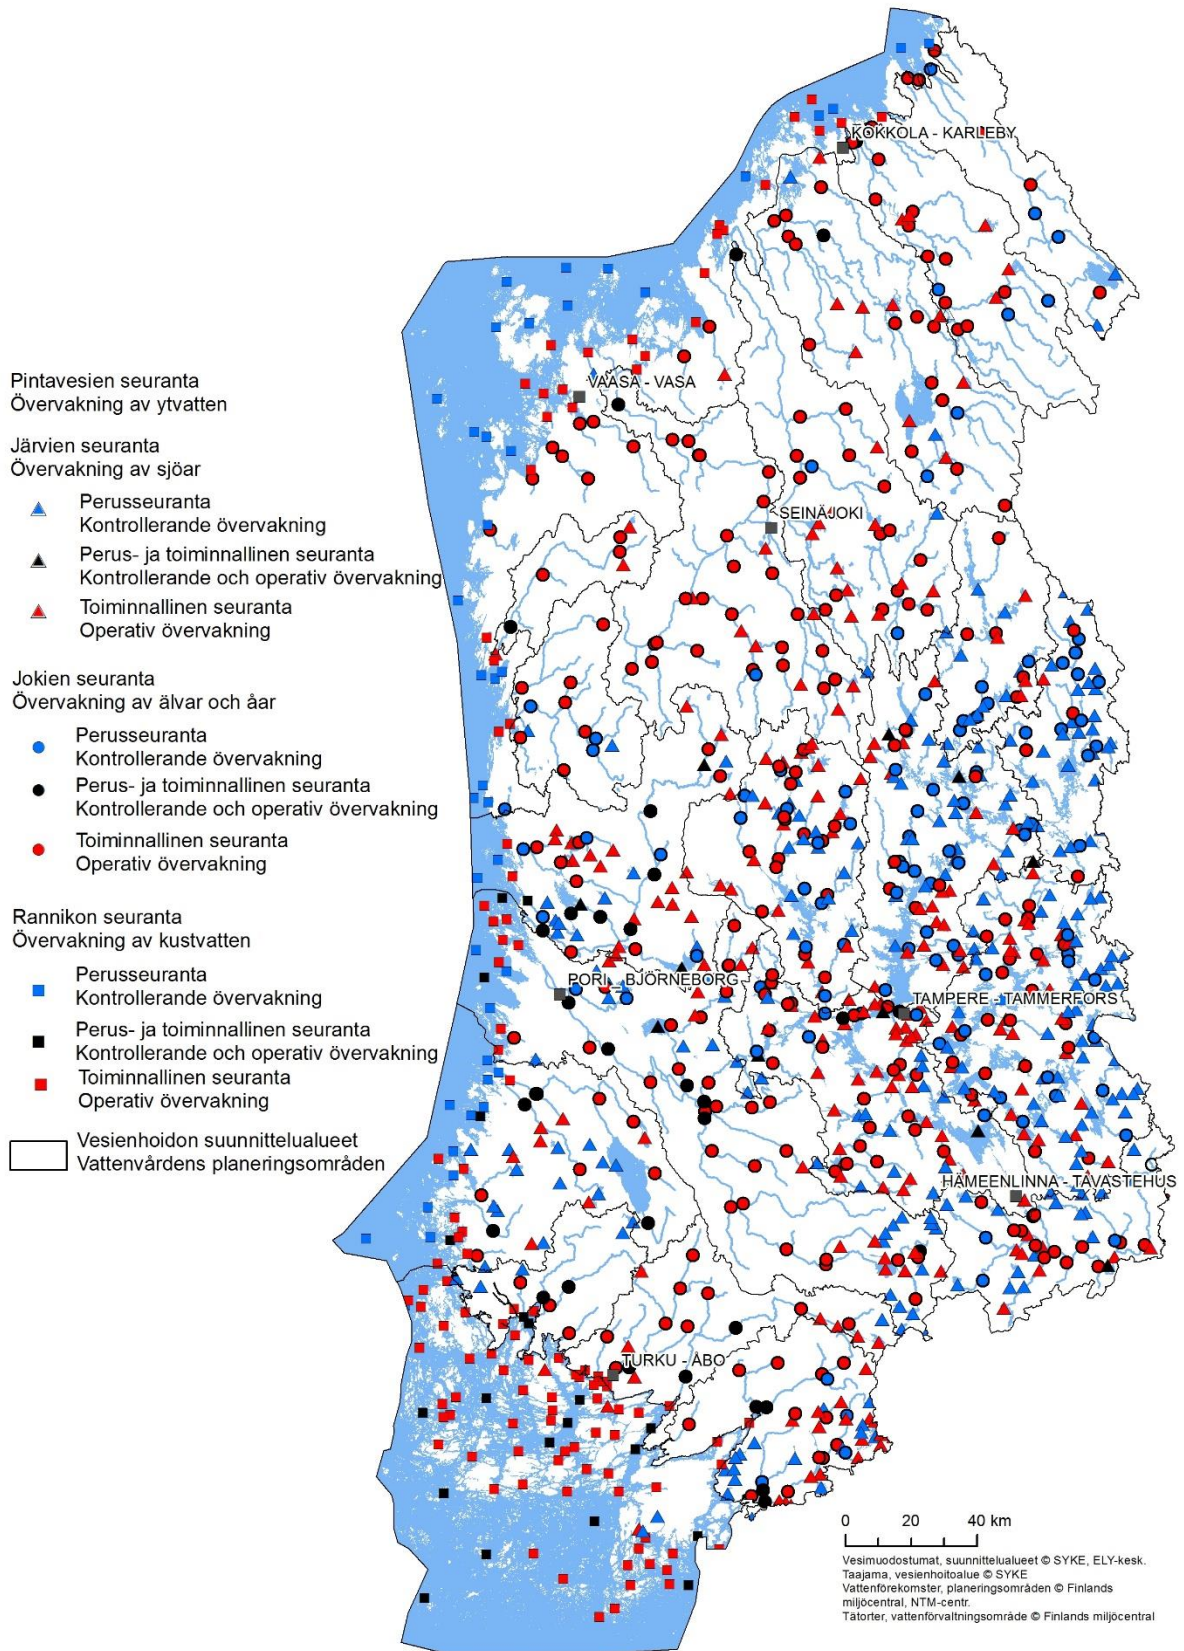 KOKKOLA - KARLEBY
VAASA - VASA
SEINÄJOKI
PORI - BJÖRNEBORG
TAMPERE - TAMMERFORS
HÄMEENLINNA - TAVASTEHUS
TURKU - ÅBO
Pintavesien seuranta
Övervakning av ytvatten
Järvien seuranta
Övervakning av sjöar
Perusseuranta
Kontrollerande övervakning
Perus- ja toiminnallinen seuranta
Kontrollerande och operativ övervakning
Toiminnallinen seuranta
Operativ övervakning
Jokien seuranta
Övervakning av älvar och åar
Perusseuranta
Kontrollerande övervakning
Perus- ja toiminnallinen seuranta
Kontrollerande och operativ övervakning
Toiminnallinen seuranta
Operativ övervakning
Rannikon seuranta
Övervakning av kustvatten
Perusseuranta
Kontrollerande övervakning
Perus- ja toiminnallinen seuranta
Kontrollerande och operativ övervakning
Toiminnallinen seuranta
Operativ övervakning
Vesienhoidon suunnittelualueet
Vattenvårdens planeringsområden
0 20 40 km
Vesimuodostumat, suunnittelualueet © SYKE, ELY-kesk.
Taajama, vesienhoitoalue © SYKE
Vattenförekomster, planeringsområden © Finlands
miljöcentral, NTM-centr.
Tätorter, vattenförvaltningsområde © Finlands miljöcentral